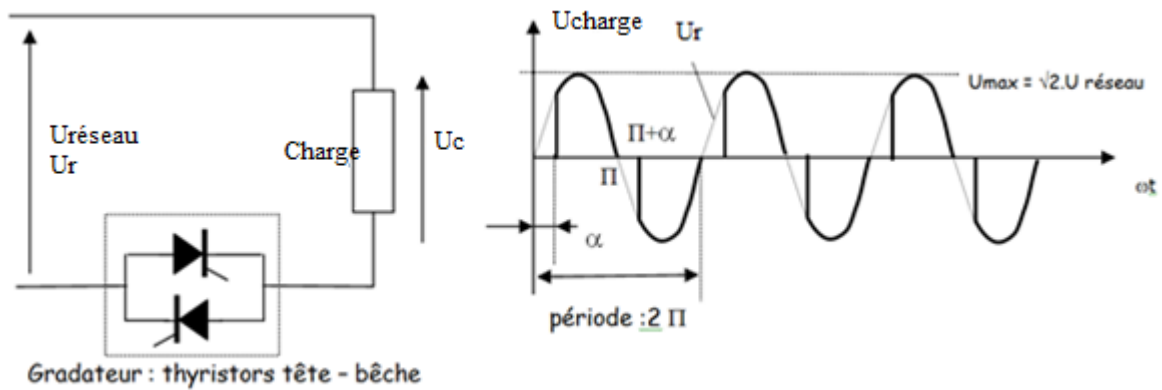 Uréseau
Ur
Charge
Uc
Gradateur : thyristors tête - bêche
Ucharge
Ur
Umax = √2.U réseau
Π+α
Π
ωt
α
période :2 Π